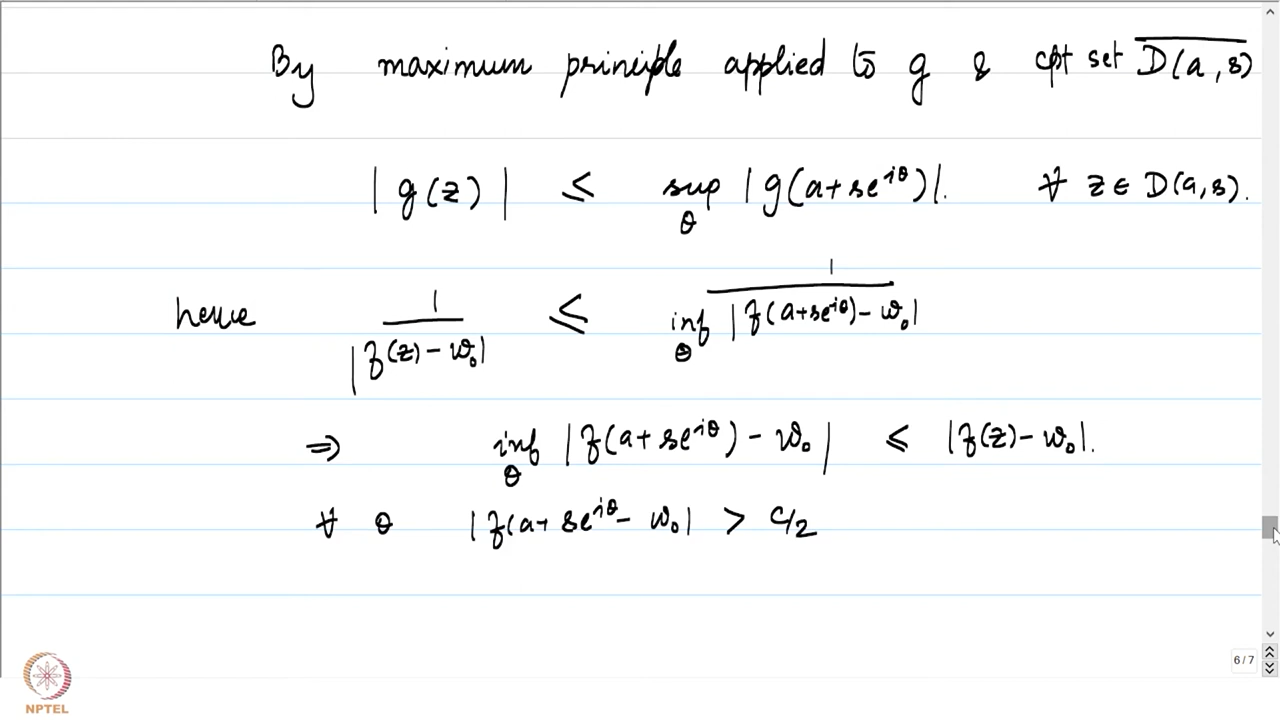 By maximum principle applied to g & cpt set \overline{D(a,s)}
|g(z)| ≤ sup_θ |g(a+se^{iθ})|. ∀ z∈ D(a,s).
hence 1/|f(z) − w₀| ≤ 1/inf_θ |f(a+se^{iθ}) − w₀|
⇒ inf_θ |f(a+se^{iθ}) − w₀| ≤ |f(z) − w₀|.
∀ θ |f(a+se^{iθ} − w₀| > c/2
6 / 7
NPTEL